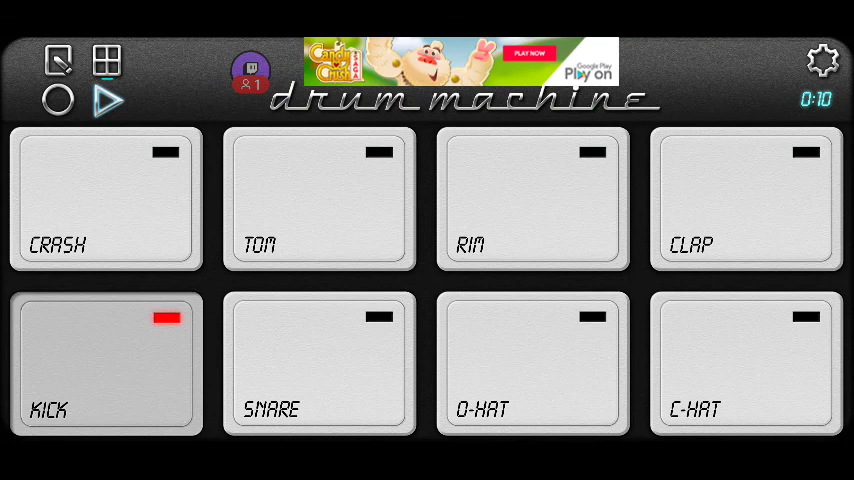 Candy
Crush
SAGA
PLAY NOW
Google Play
Play on
1
drum machine
0:10
CRASH
TOM
RIM
CLAP
KICK
SNARE
O-HAT
C-HAT